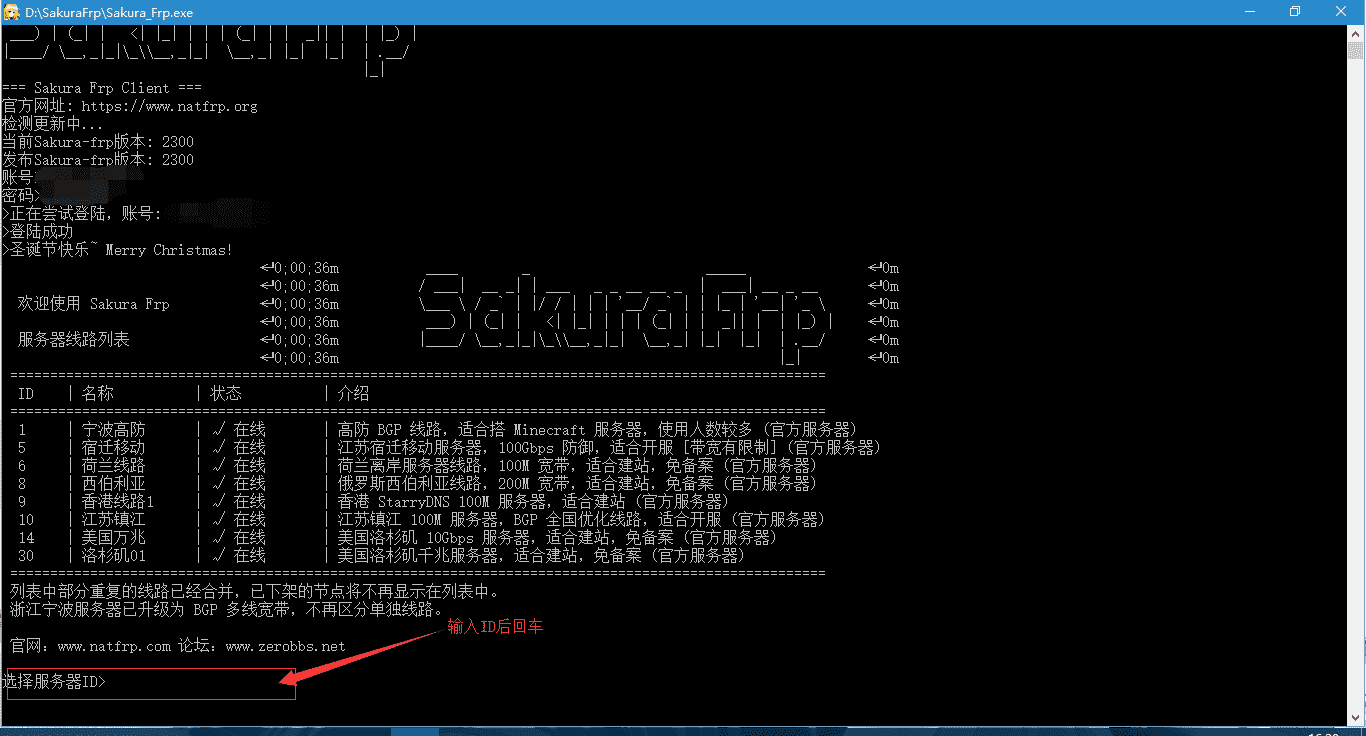 D:\SakuraFrp\Sakura_Frp.exe
=== Sakura Frp Client ===
官方网址: https://www.natfrp.org
检测更新中...
当前Sakura-frp版本: 2300
发布Sakura-frp版本: 2300
账号:
密码>
>正在尝试登陆，账号:
>登陆成功
>圣诞节快乐~ Merry Christmas!
←0;00;36m ←0m
←0;00;36m ←0m
欢迎使用 Sakura Frp ←0;00;36m SakuraFrp ←0m
←0;00;36m ←0m
服务器线路列表 ←0;00;36m ←0m
←0;00;36m ←0m
======================================================================================================
ID | 名称 | 状态 | 介绍
======================================================================================================
1 | 宁波高防 | √ 在线 | 高防 BGP 线路，适合搭 Minecraft 服务器，使用人数较多 (官方服务器)
5 | 宿迁移动 | √ 在线 | 江苏宿迁移动服务器，100Gbps 防御，适合开服 [带宽有限制] (官方服务器)
6 | 荷兰线路 | √ 在线 | 荷兰离岸服务器线路，100M 宽带，适合建站，免备案 (官方服务器)
8 | 西伯利亚 | √ 在线 | 俄罗斯西伯利亚线路，200M 宽带，适合建站，免备案 (官方服务器)
9 | 香港线路1 | √ 在线 | 香港 StarryDNS 100M 服务器，适合建站 (官方服务器)
10 | 江苏镇江 | √ 在线 | 江苏镇江 100M 服务器，BGP 全国优化线路，适合开服 (官方服务器)
14 | 美国万兆 | √ 在线 | 美国洛杉矶 10Gbps 服务器，适合建站，免备案 (官方服务器)
30 | 洛杉矶01 | √ 在线 | 美国洛杉矶千兆服务器，适合建站，免备案 (官方服务器)
======================================================================================================
列表中部分重复的线路已经合并，已下架的节点将不再显示在列表中。
浙江宁波服务器已升级为 BGP 多线宽带，不再区分单独线路。
输入ID后回车
官网：www.natfrp.com 论坛：www.zerobbs.net
选择服务器ID>